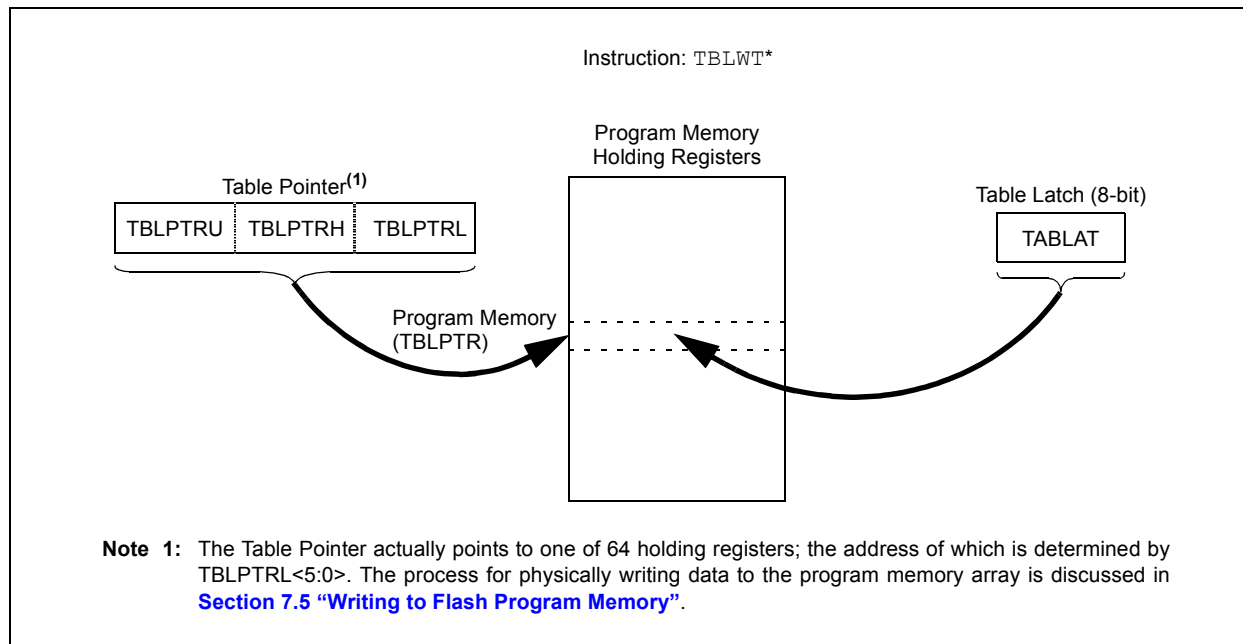 Instruction: TBLWT*
Program Memory
Holding Registers
Table Pointer(1)
Table Latch (8-bit)
TBLPTRU TBLPTRH TBLPTRL
TABLAT
Program Memory
(TBLPTR)
Note 1: The Table Pointer actually points to one of 64 holding registers; the address of which is determined by
TBLPTRL<5:0>. The process for physically writing data to the program memory array is discussed in
Section 7.5 “Writing to Flash Program Memory”.